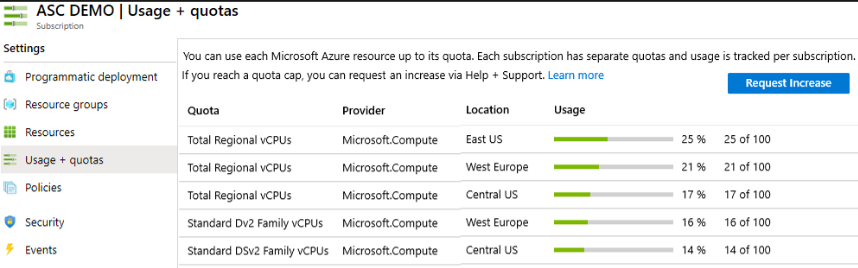 ASC DEMO | Usage + quotas
Subscription
Settings
Programmatic deployment
Resource groups
Resources
Usage + quotas
Policies
Security
Events
You can use each Microsoft Azure resource up to its quota. Each subscription has separate quotas and usage is tracked per subscription.
If you reach a quota cap, you can request an increase via Help + Support. Learn more
Request Increase
Quota Provider Location Usage
Total Regional vCPUs Microsoft.Compute East US 25 % 25 of 100
Total Regional vCPUs Microsoft.Compute West Europe 21 % 21 of 100
Total Regional vCPUs Microsoft.Compute Central US 17 % 17 of 100
Standard Dv2 Family vCPUs Microsoft.Compute West Europe 16 % 16 of 100
Standard DSv2 Family vCPUs Microsoft.Compute Central US 14 % 14 of 100